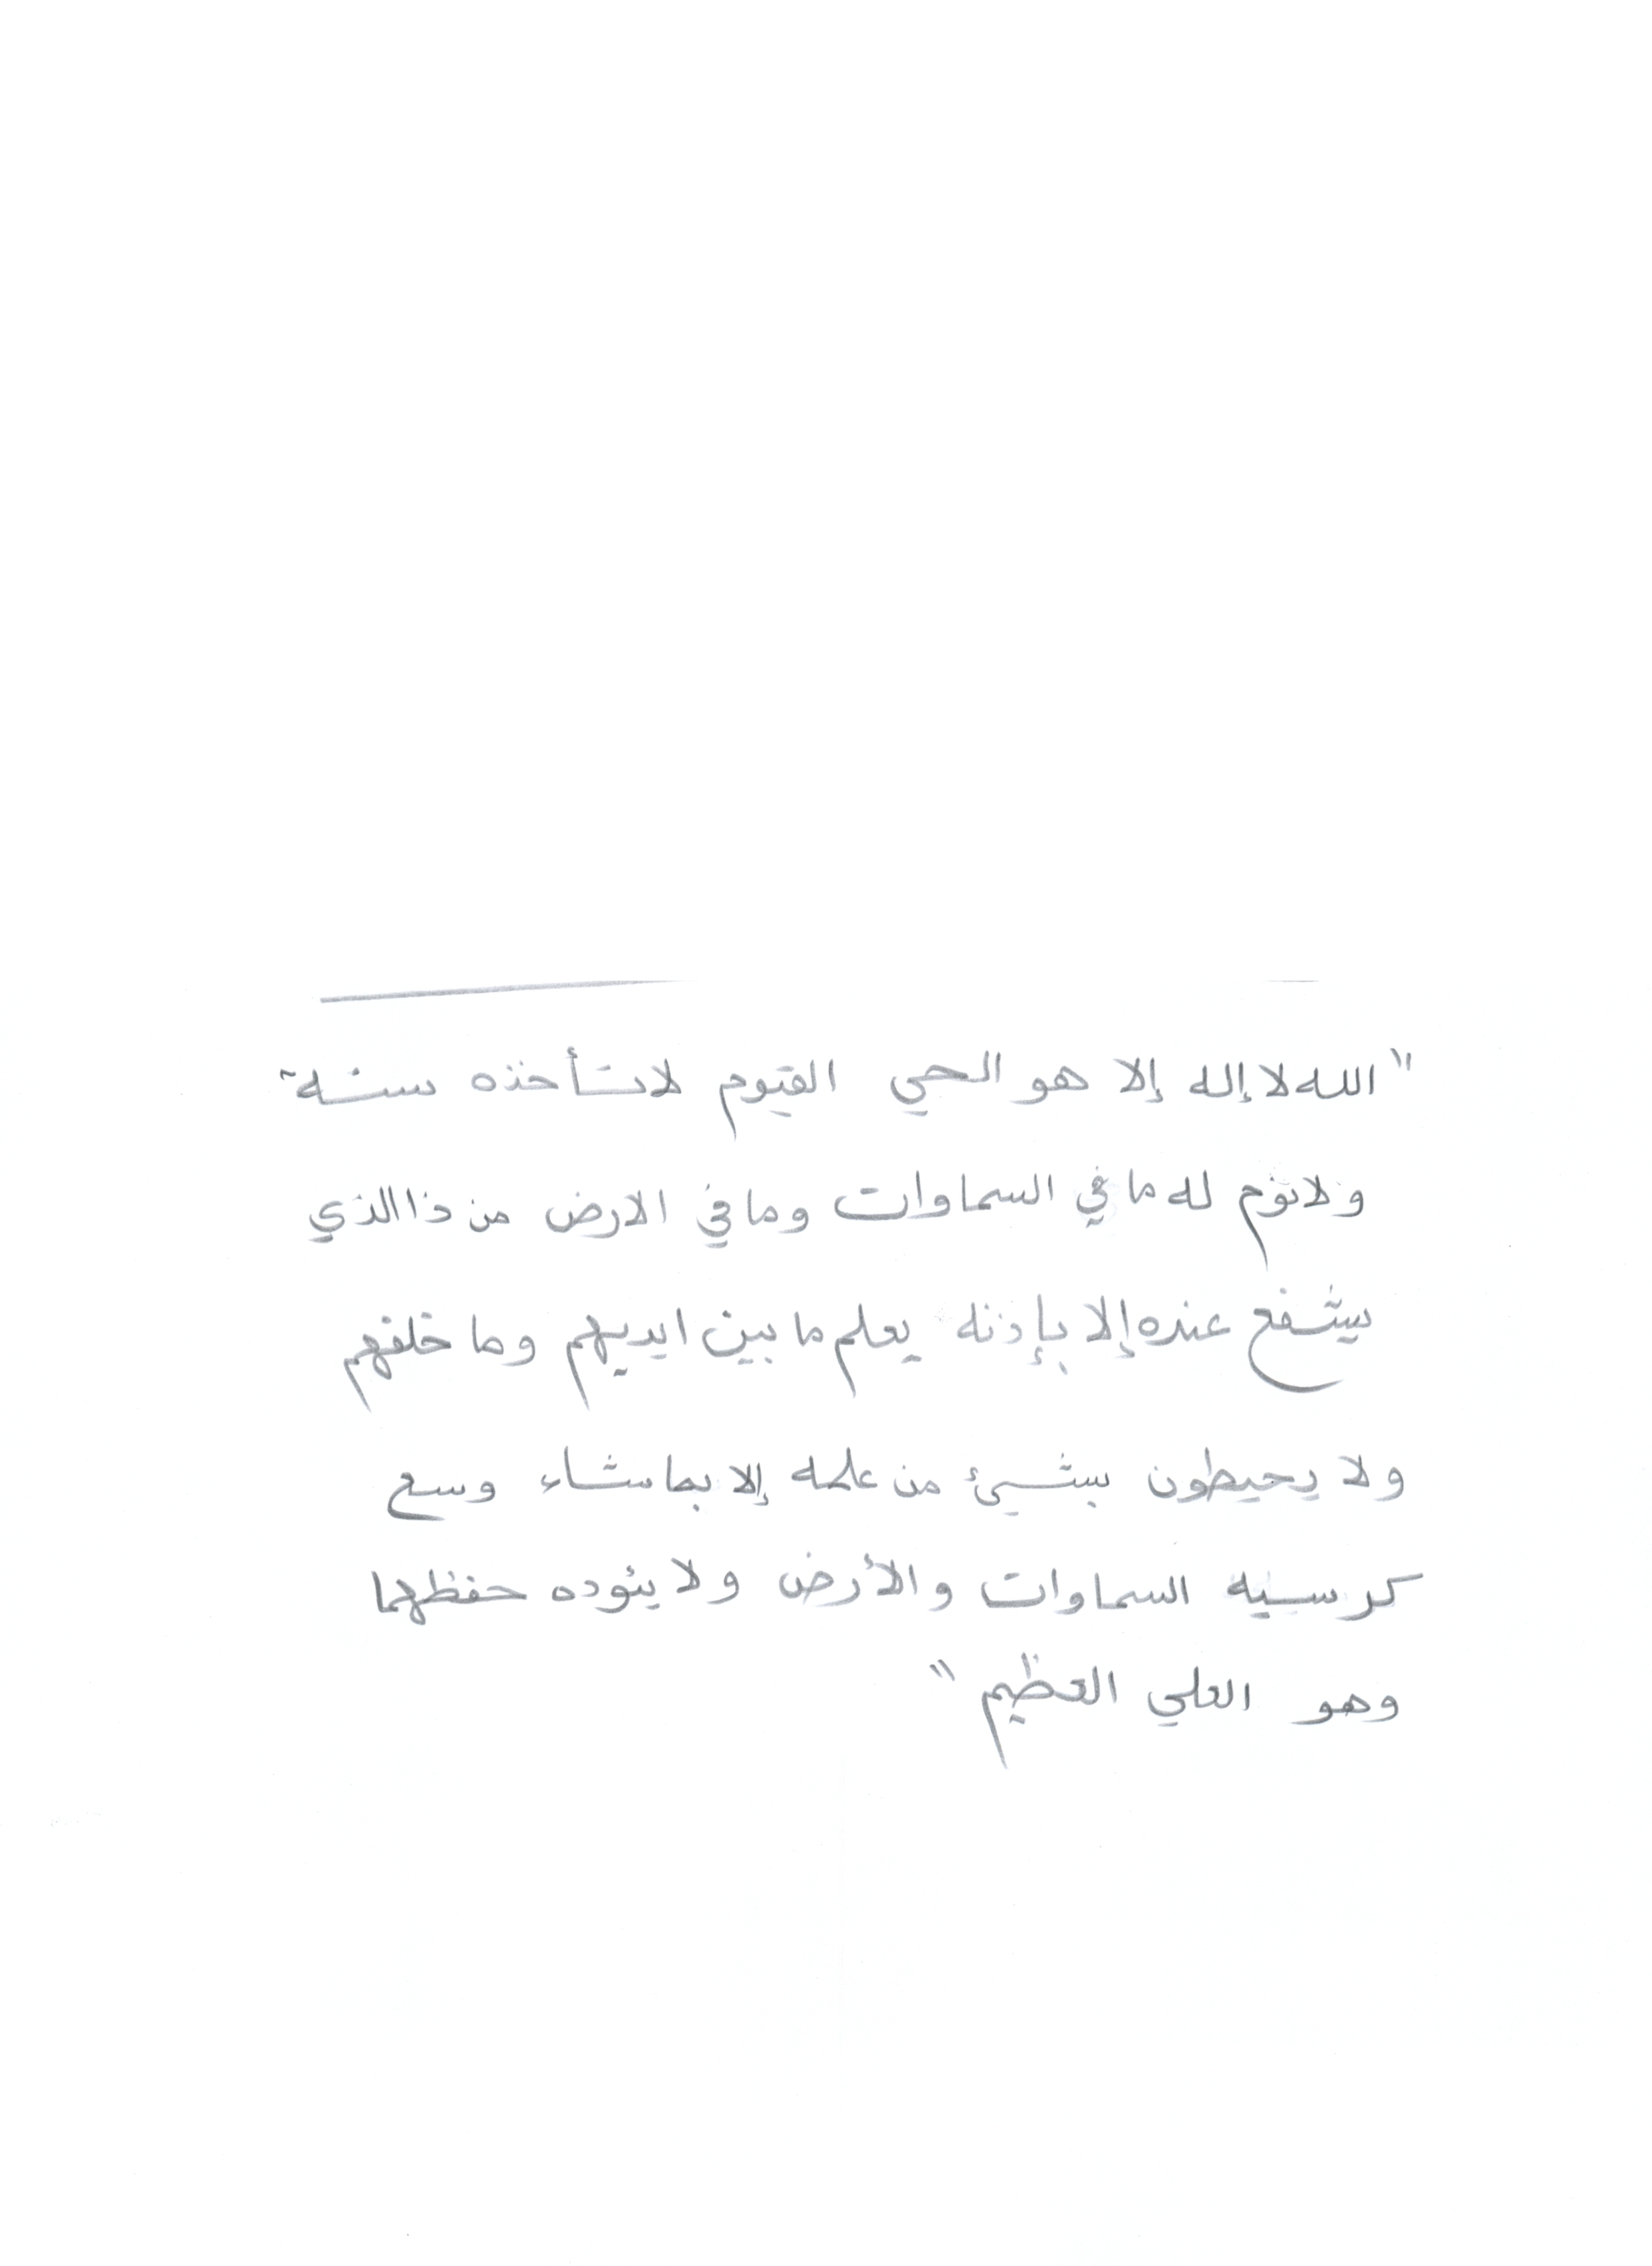 "الله لا إله إلا هو الحي القيوم لا تأخذه سنة
ولا نوم له ما في السماوات وما في الارض من ذا الذي
يشفع عنده إلا بإذنه يعلم ما بين ايديهم وما خلفهم
ولا يحيطون بشيئ من علمه إلا بما شاء وسع
كرسيه السماوات والأرض ولا يئوده حفظهما
وهو العلي العظيم"